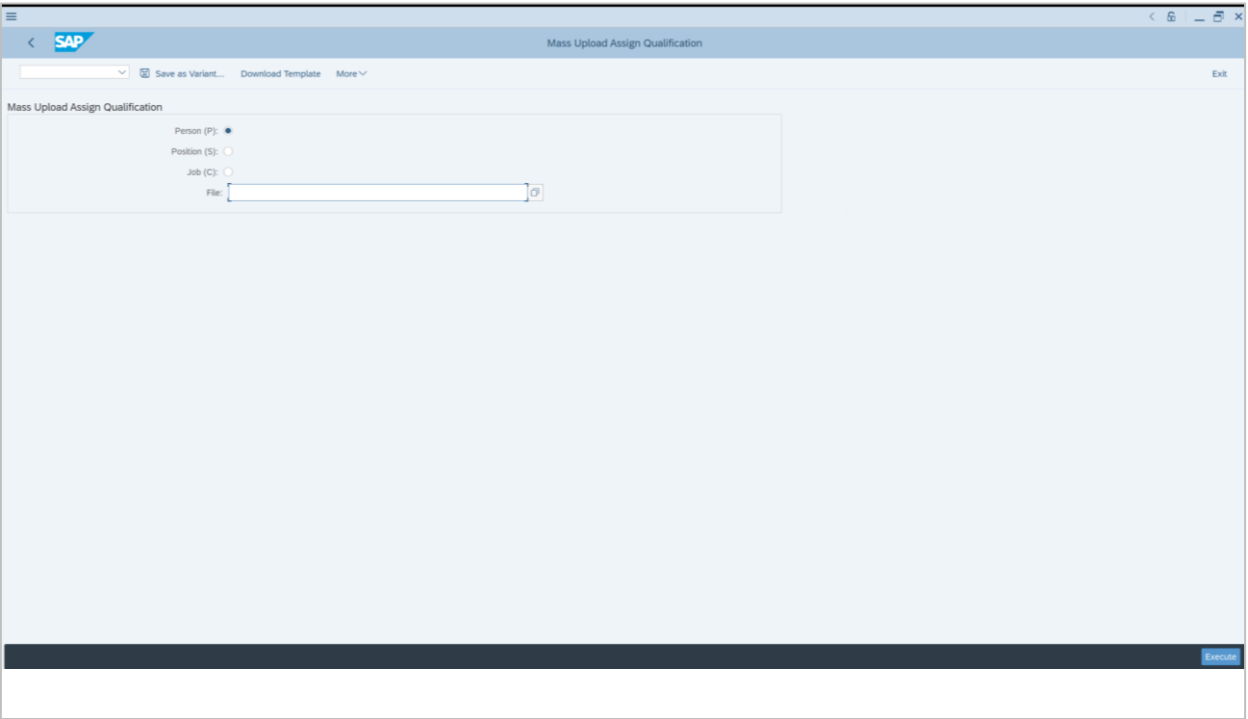 SAP
Mass Upload Assign Qualification
Save as Variant... Download Template More Exit
Mass Upload Assign Qualification
Person (P):
Position (S):
Job (C):
File:
Execute